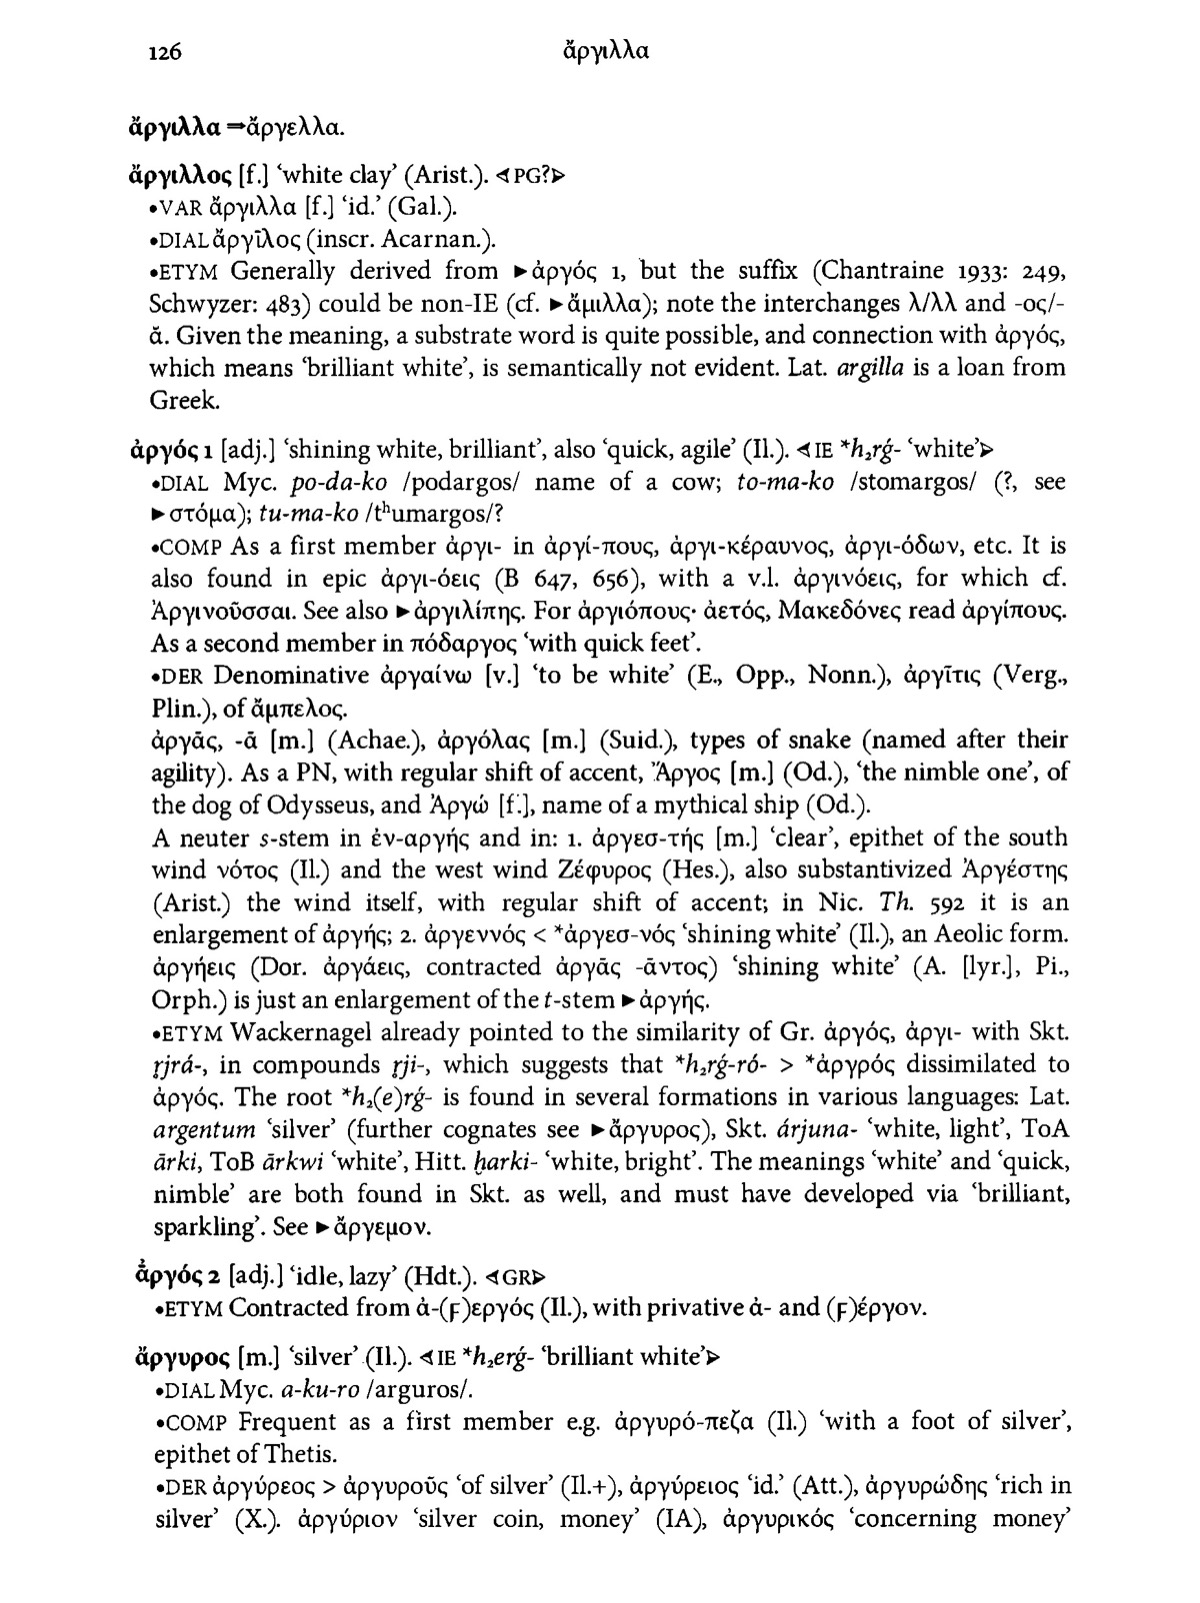 126 ἄργιλλα
ἄργιλλα ⇒ἄργελλα.
ἄργιλλος [f.] ‘white clay’ (Arist.). ⊲PG?⊳
•VAR ἄργιλλα [f.] ‘id.’ (Gal.).
•DIAL ἄργῑλος (inscr. Acarnan.).
•ETYM Generally derived from ►ἀργός 1, but the suffix (Chantraine 1933: 249,
Schwyzer: 483) could be non-IE (cf. ►ἅμιλλα); note the interchanges λ/λλ and -ος/-
ᾰ. Given the meaning, a substrate word is quite possible, and connection with ἀργός,
which means ‘brilliant white’, is semantically not evident. Lat. argilla is a loan from
Greek.
ἀργός 1 [adj.] ‘shining white, brilliant’, also ‘quick, agile’ (Il.). ⊲IE *h₂rǵ- ‘white’⊳
•DIAL Myc. po-da-ko /podargos/ name of a cow; to-ma-ko /stomargos/ (?, see
►στόμα); tu-ma-ko /tʰumargos/?
•COMP As a first member ἀργι- in ἀργί-πους, ἀργι-κέραυνος, ἀργι-όδων, etc. It is
also found in epic ἀργι-όεις (B 647, 656), with a v.l. ἀργινόεις, for which cf.
Ἀργινοῦσσαι. See also ►ἀργιλίπης. For ἀργιόπους· ἀετός, Μακεδόνες read ἀργίπους.
As a second member in πόδαργος ‘with quick feet’.
•DER Denominative ἀργαίνω [v.] ‘to be white’ (E., Opp., Nonn.), ἀργῖτις (Verg.,
Plin.), of ἄμπελος.
ἀργᾶς, -ᾶ [m.] (Achae.), ἀργόλας [m.] (Suid.), types of snake (named after their
agility). As a PN, with regular shift of accent, Ἄργος [m.] (Od.), ‘the nimble one’, of
the dog of Odysseus, and Ἀργώ [f.], name of a mythical ship (Od.).
A neuter s-stem in ἐν-αργής and in: 1. ἀργεσ-τής [m.] ‘clear’, epithet of the south
wind νότος (Il.) and the west wind Ζέφυρος (Hes.), also substantivized Ἀργέστης
(Arist.) the wind itself, with regular shift of accent; in Nic. Th. 592 it is an
enlargement of ἀργής; 2. ἀργεννός < *ἀργεσ-νός ‘shining white’ (Il.), an Aeolic form.
ἀργήεις (Dor. ἀργάεις, contracted ἀργᾶς -ᾶντος) ‘shining white’ (A. [lyr.], Pi.,
Orph.) is just an enlargement of the t-stem ►ἀργής.
•ETYM Wackernagel already pointed to the similarity of Gr. ἀργός, ἀργι- with Skt.
r̥jrá-, in compounds r̥ji-, which suggests that *h₂rǵ-ró- > *ἀργρός dissimilated to
ἀργός. The root *h₂(e)rǵ- is found in several formations in various languages: Lat.
argentum ‘silver’ (further cognates see ►ἄργυρος), Skt. árjuna- ‘white, light’, ToA
ārki, ToB ārkwi ‘white’, Hitt. ḫarki- ‘white, bright’. The meanings ‘white’ and ‘quick,
nimble’ are both found in Skt. as well, and must have developed via ‘brilliant,
sparkling’. See ►ἄργεμον.
ἀ̄ργός 2 [adj.] ‘idle, lazy’ (Hdt.). ⊲GR⊳
•ETYM Contracted from ἀ-(ϝ)εργός (Il.), with privative ἀ- and (ϝ)έργον.
ἄργυρος [m.] ‘silver’ (Il.). ⊲IE *h₂erǵ- ‘brilliant white’⊳
•DIAL Myc. a-ku-ro /arguros/.
•COMP Frequent as a first member e.g. ἀργυρό-πεζα (Il.) ‘with a foot of silver’,
epithet of Thetis.
•DER ἀργύρεος > ἀργυροῦς ‘of silver’ (Il.+), ἀργύρειος ‘id.’ (Att.), ἀργυρώδης ‘rich in
silver’ (X.). ἀργύριον ‘silver coin, money’ (IA), ἀργυρικός ‘concerning money’